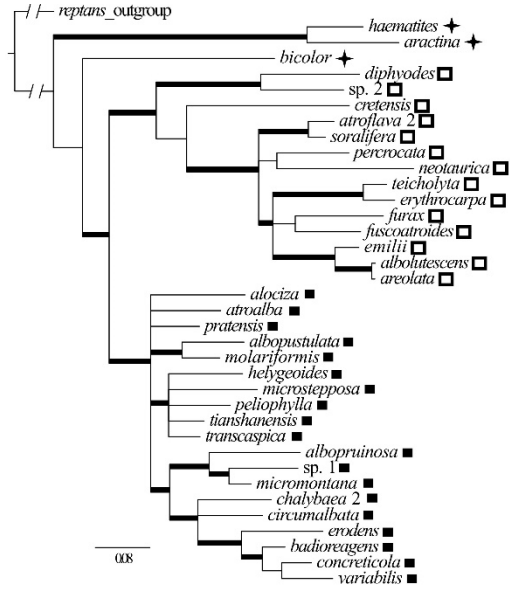 reptans_outgroup
haematites
aractina
bicolor
diphyodes
sp. 2
cretensis
atroflava 2
soralifera
percrocata
neotaurica
teicholyta
erythrocarpa
furax
fuscoatroides
emilii
albolutescens
areolata
alociza
atroalba
pratensis
albopustulata
molariformis
helygeoides
microstepposa
peliophylla
tianshanensis
transcaspica
albopruinosa
sp. 1
micromontana
chalybaea 2
circumalbata
erodens
badioreagens
concreticola
variabilis
0.08